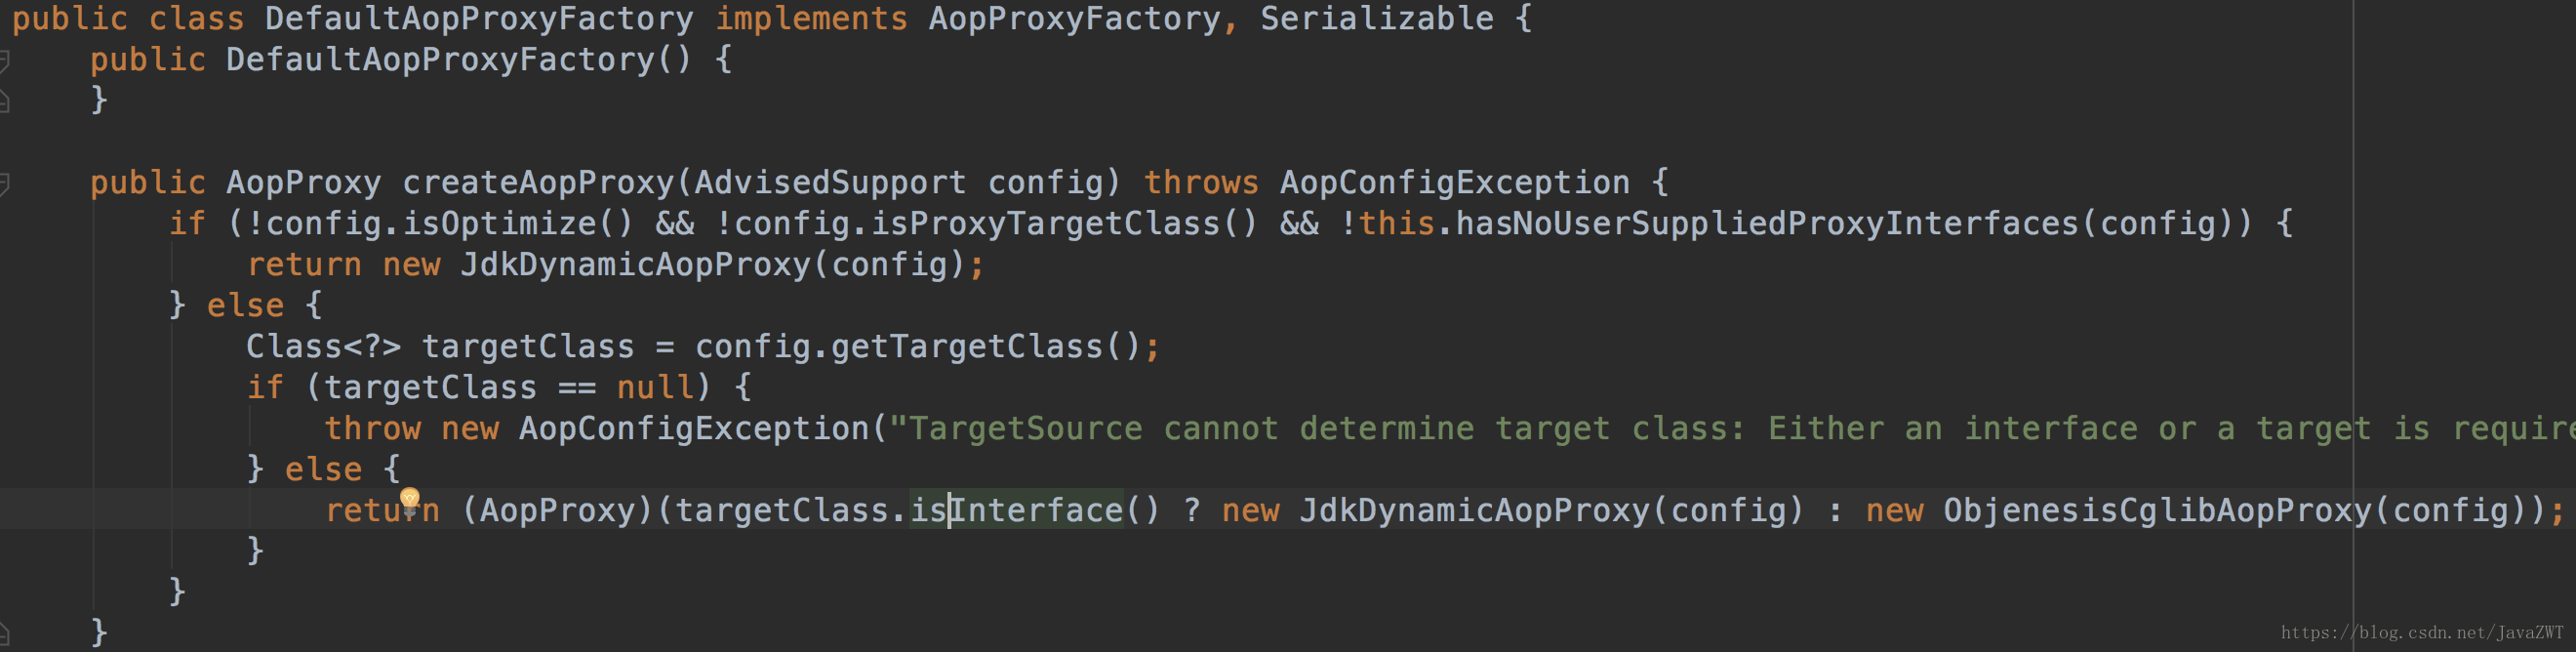 public class DefaultAopProxyFactory implements AopProxyFactory, Serializable {
    public DefaultAopProxyFactory() {
    }

    public AopProxy createAopProxy(AdvisedSupport config) throws AopConfigException {
        if (!config.isOptimize() && !config.isProxyTargetClass() && !this.hasNoUserSuppliedProxyInterfaces(config)) {
            return new JdkDynamicAopProxy(config);
        } else {
            Class<?> targetClass = config.getTargetClass();
            if (targetClass == null) {
                throw new AopConfigException("TargetSource cannot determine target class: Either an interface or a target is require
            } else {
                return (AopProxy)(targetClass.isInterface() ? new JdkDynamicAopProxy(config) : new ObjenesisCglibAopProxy(config));
            }
        }
    }
https://blog.csdn.net/JavaZWT